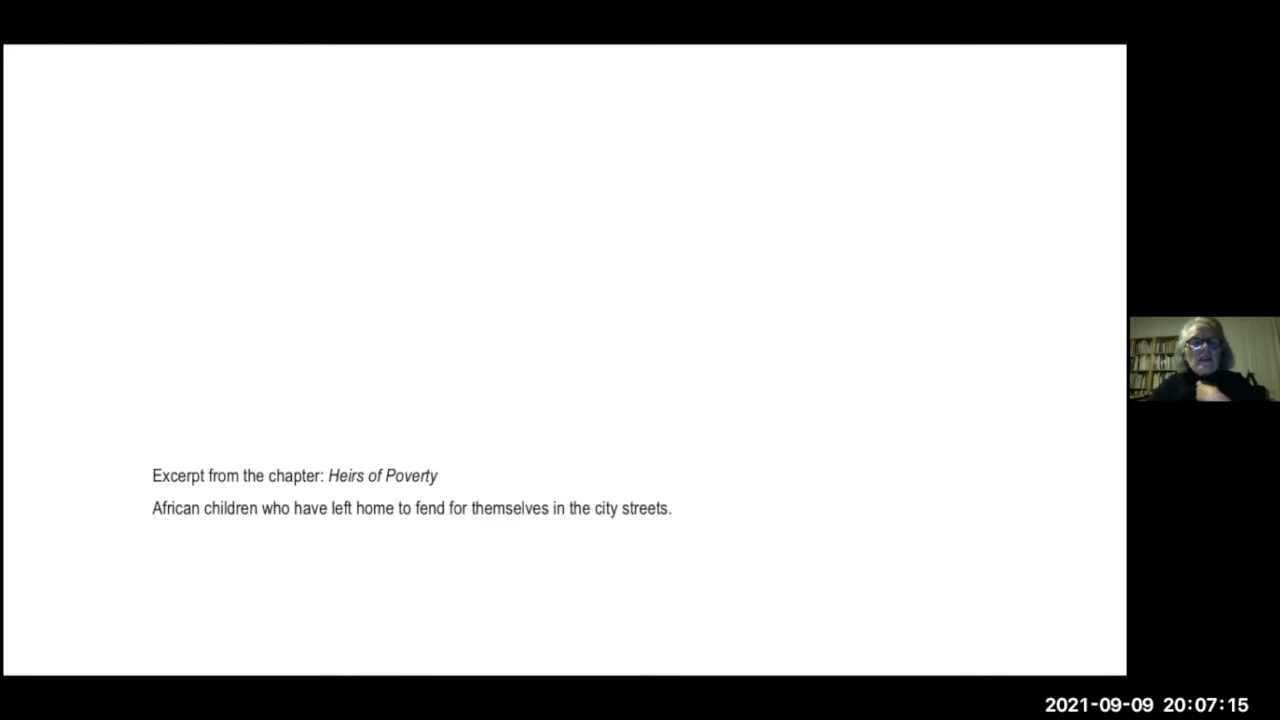 Excerpt from the chapter: Heirs of Poverty
African children who have left home to fend for themselves in the city streets.
2021-09-09 20:07:15